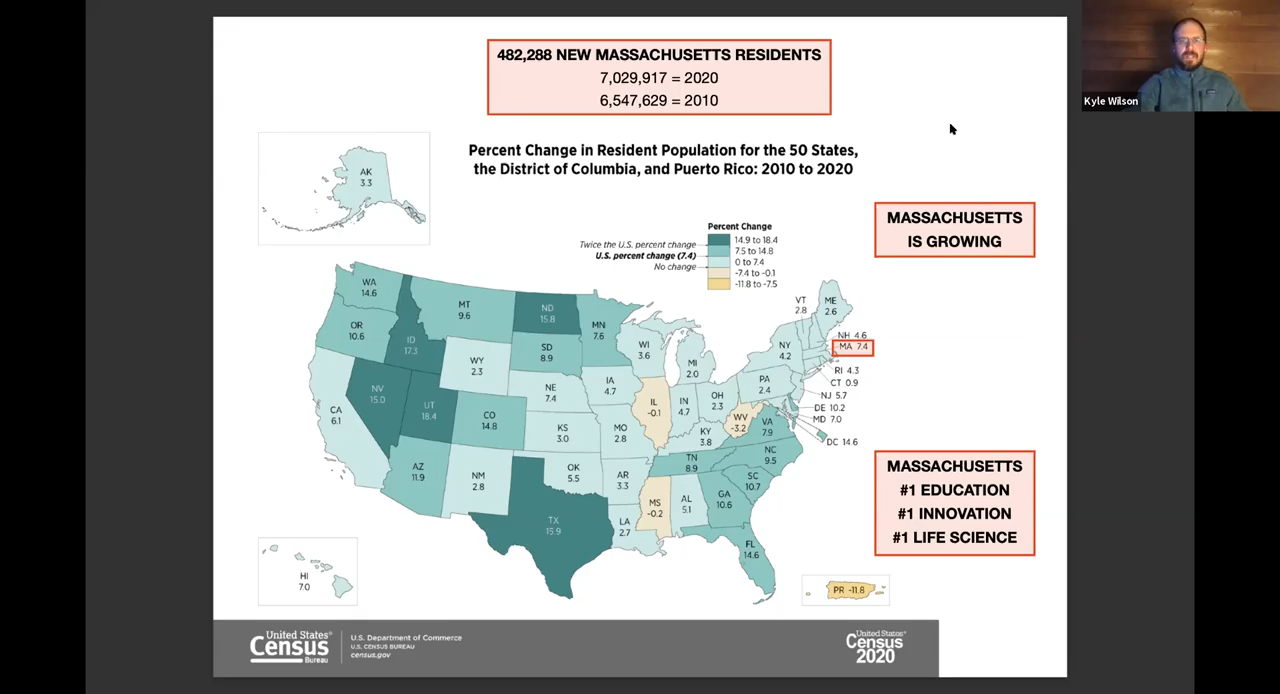 482,288 NEW MASSACHUSETTS RESIDENTS
7,029,917 = 2020
6,547,629 = 2010
Kyle Wilson
Percent Change in Resident Population for the 50 States,
the District of Columbia, and Puerto Rico: 2010 to 2020
AK
3.3
MASSACHUSETTS
IS GROWING
Percent Change
Twice the U.S. percent change
U.S. percent change (7.4)
No change
14.9 to 18.4
7.5 to 14.8
0 to 7.4
-7.4 to -0.1
-11.8 to -7.5
WA
14.6
OR
10.6
CA
6.1
ID
17.3
NV
15.0
UT
18.4
AZ
11.9
MT
9.6
WY
2.3
CO
14.8
NM
2.8
ND
15.8
SD
8.9
NE
7.4
KS
3.0
OK
5.5
TX
15.9
MN
7.6
IA
4.7
MO
2.8
AR
3.3
LA
2.7
WI
3.6
IL
-0.1
MS
-0.2
MI
2.0
IN
4.7
OH
2.3
KY
3.8
TN
8.9
AL
5.1
GA
10.6
FL
14.6
SC
10.7
NC
9.5
VA
7.9
WV
-3.2
PA
2.4
NY
4.2
VT
2.8
ME
2.6
NH 4.6
MA 7.4
RI 4.3
CT 0.9
NJ 5.7
DE 10.2
MD 7.0
DC 14.6
HI
7.0
PR -11.8
MASSACHUSETTS
#1 EDUCATION
#1 INNOVATION
#1 LIFE SCIENCE
United States®
Census
Bureau
U.S. Department of Commerce
U.S. CENSUS BUREAU
census.gov
United States®
Census
2020